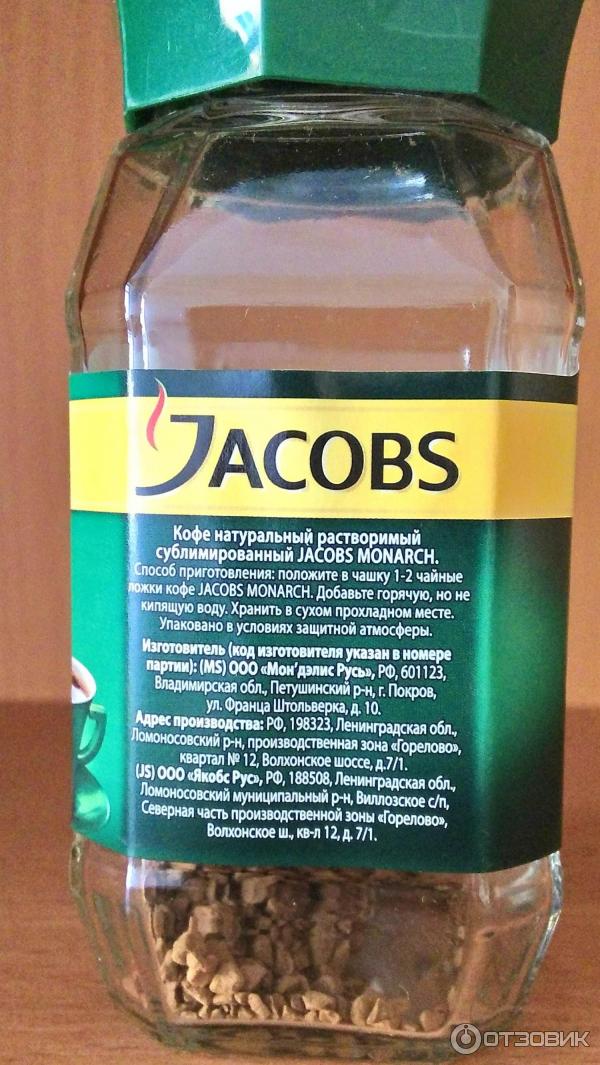 JACOBS
Кофе натуральный растворимый
сублимированный JACOBS MONARCH.
Способ приготовления: положите в чашку 1-2 чайные
ложки кофе JACOBS MONARCH. Добавьте горячую, но не
кипящую воду. Хранить в сухом прохладном месте.
Упаковано в условиях защитной атмосферы.
Изготовитель (код изготовителя указан в номере
партии): (MS) ООО «Мон’дэлис Русь», РФ, 601123,
Владимирская обл., Петушинский р-н, г. Покров,
ул. Франца Штольверка, д. 10.
Адрес производства: РФ, 198323, Ленинградская обл.,
Ломоносовский р-н, производственная зона «Горелово»,
квартал № 12, Волхонское шоссе, д.7/1.
(JS) ООО «Якобс Рус», РФ, 188508, Ленинградская обл.,
Ломоносовский муниципальный р-н, Виллозское с/п,
Северная часть производственной зоны «Горелово»,
Волхонское ш., кв-л 12, д. 7/1.
ОТЗОВИК